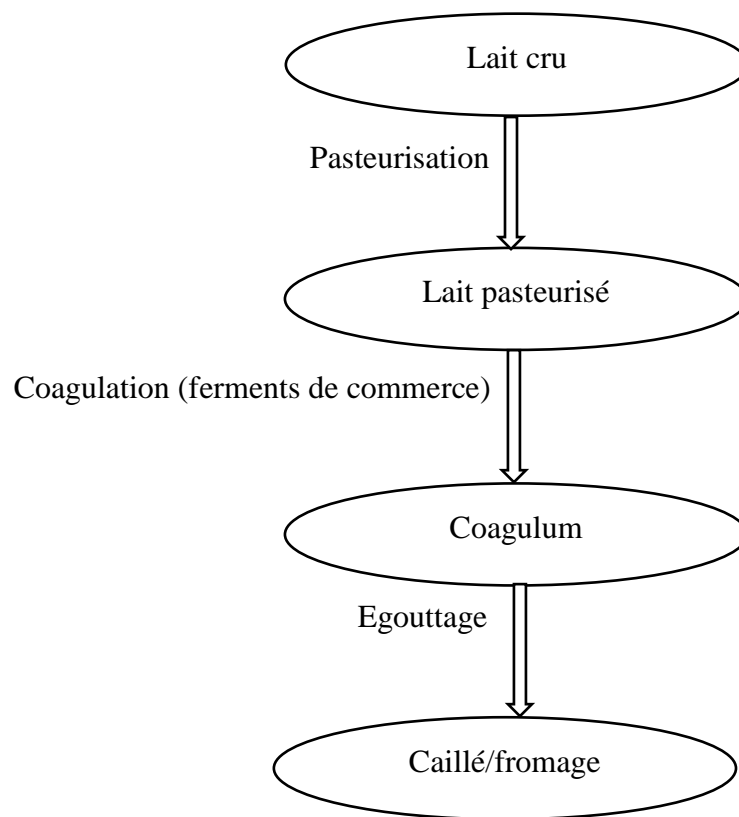 Lait cru
Pasteurisation
Lait pasteurisé
Coagulation (ferments de commerce)
Coagulum
Egouttage
Caillé/fromage